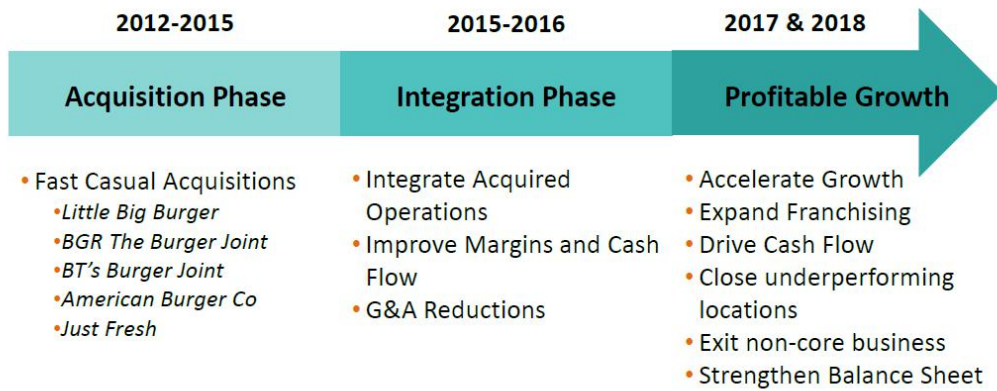 2012-2015
2015-2016
2017 & 2018
Acquisition Phase
Integration Phase
Profitable Growth
• Fast Casual Acquisitions
•Little Big Burger
•BGR The Burger Joint
•BT's Burger Joint
•American Burger Co
•Just Fresh
• Integrate Acquired
Operations
• Improve Margins and Cash
Flow
• G&A Reductions
• Accelerate Growth
• Expand Franchising
• Drive Cash Flow
• Close underperforming
locations
• Exit non-core business
• Strengthen Balance Sheet